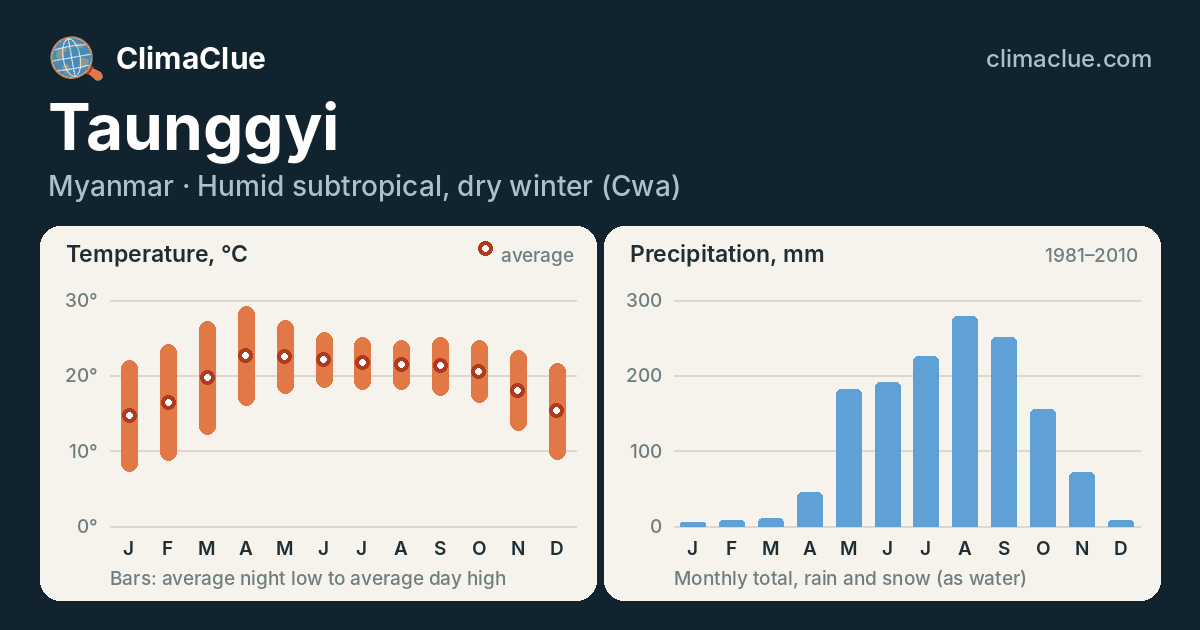 ClimaClue
climaclue.com
Taunggyi
Myanmar · Humid subtropical, dry winter (Cwa)
Temperature, °C
average
30°
20°
10°
0°
J F M A M J J A S O N D
Bars: average night low to average day high
Precipitation, mm
1981–2010
300
200
100
0
J F M A M J J A S O N D
Monthly total, rain and snow (as water)